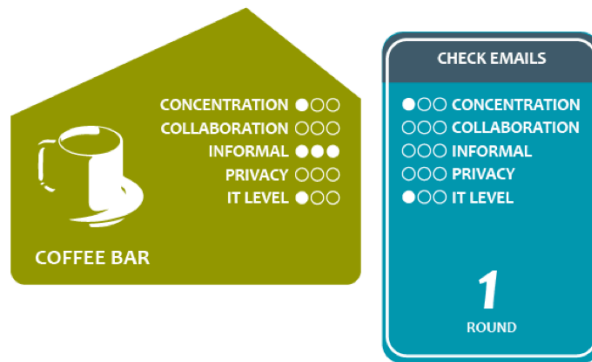 CONCENTRATION ●○○
COLLABORATION ○○○
INFORMAL ●●●
PRIVACY ○○○
IT LEVEL ●○○
COFFEE BAR
CHECK EMAILS
●○○ CONCENTRATION
○○○ COLLABORATION
○○○ INFORMAL
○○○ PRIVACY
●○○ IT LEVEL
1
ROUND